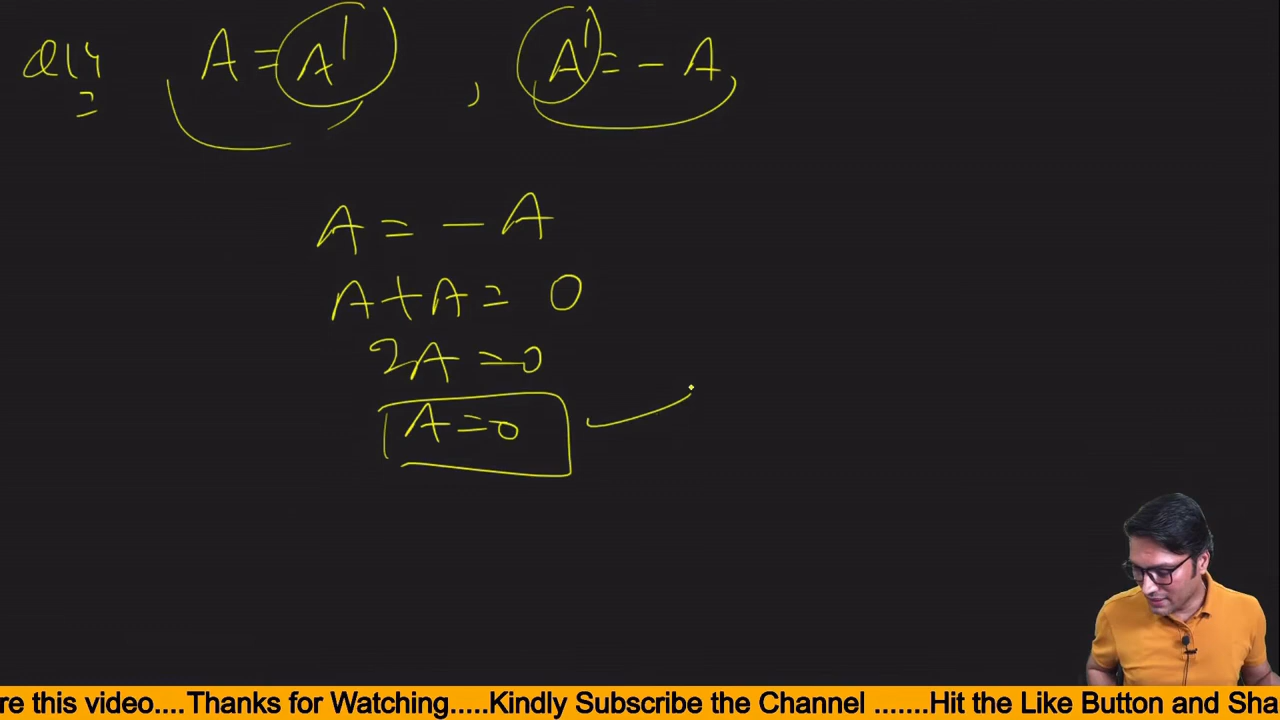 Q14 A = A' , A' = - A
A = - A
A + A = 0
2A = 0
A = 0
re this video....Thanks for Watching.....Kindly Subscribe the Channel .......Hit the Like Button and Sha